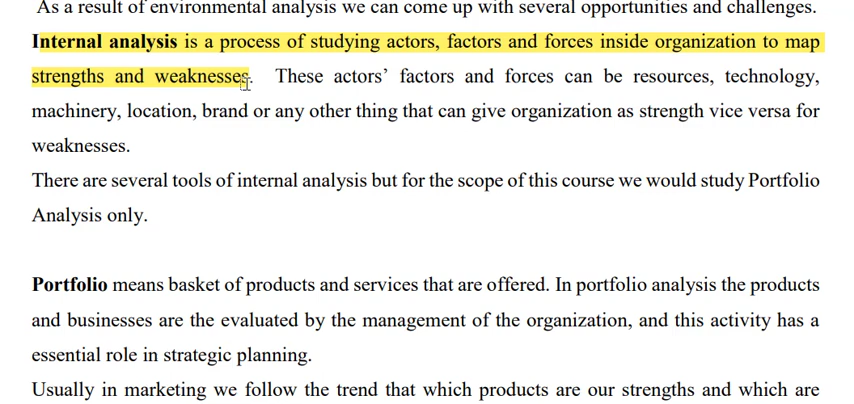 As a result of environmental analysis we can come up with several opportunities and challenges.
Internal analysis is a process of studying actors, factors and forces inside organization to map
strengths and weaknesses. These actors’ factors and forces can be resources, technology,
machinery, location, brand or any other thing that can give organization as strength vice versa for
weaknesses.
There are several tools of internal analysis but for the scope of this course we would study Portfolio
Analysis only.
Portfolio means basket of products and services that are offered. In portfolio analysis the products
and businesses are the evaluated by the management of the organization, and this activity has a
essential role in strategic planning.
Usually in marketing we follow the trend that which products are our strengths and which are